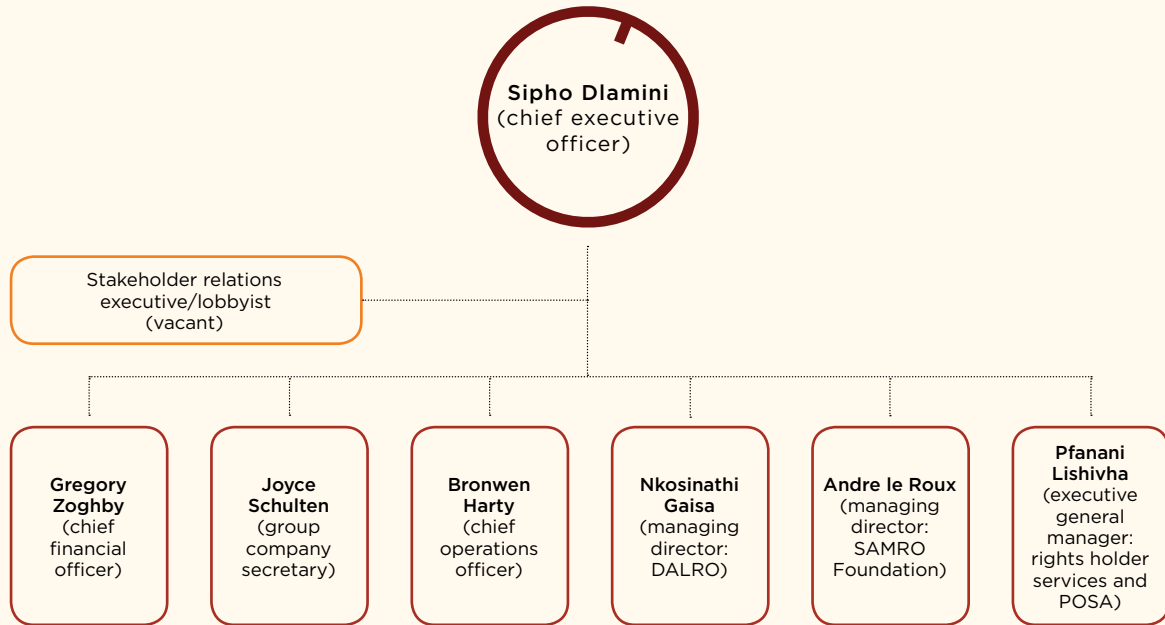 Sipho Dlamini
(chief executive
officer)
Stakeholder relations
executive/lobbyist
(vacant)
Gregory
Zoghby
(chief
financial
officer)
Joyce
Schulten
(group
company
secretary)
Bronwen
Harty
(chief
operations
officer)
Nkosinathi
Gaisa
(managing
director:
DALRO)
Andre le Roux
(managing
director:
SAMRO
Foundation)
Pfanani
Lishivha
(executive
general
manager:
rights holder
services and
POSA)